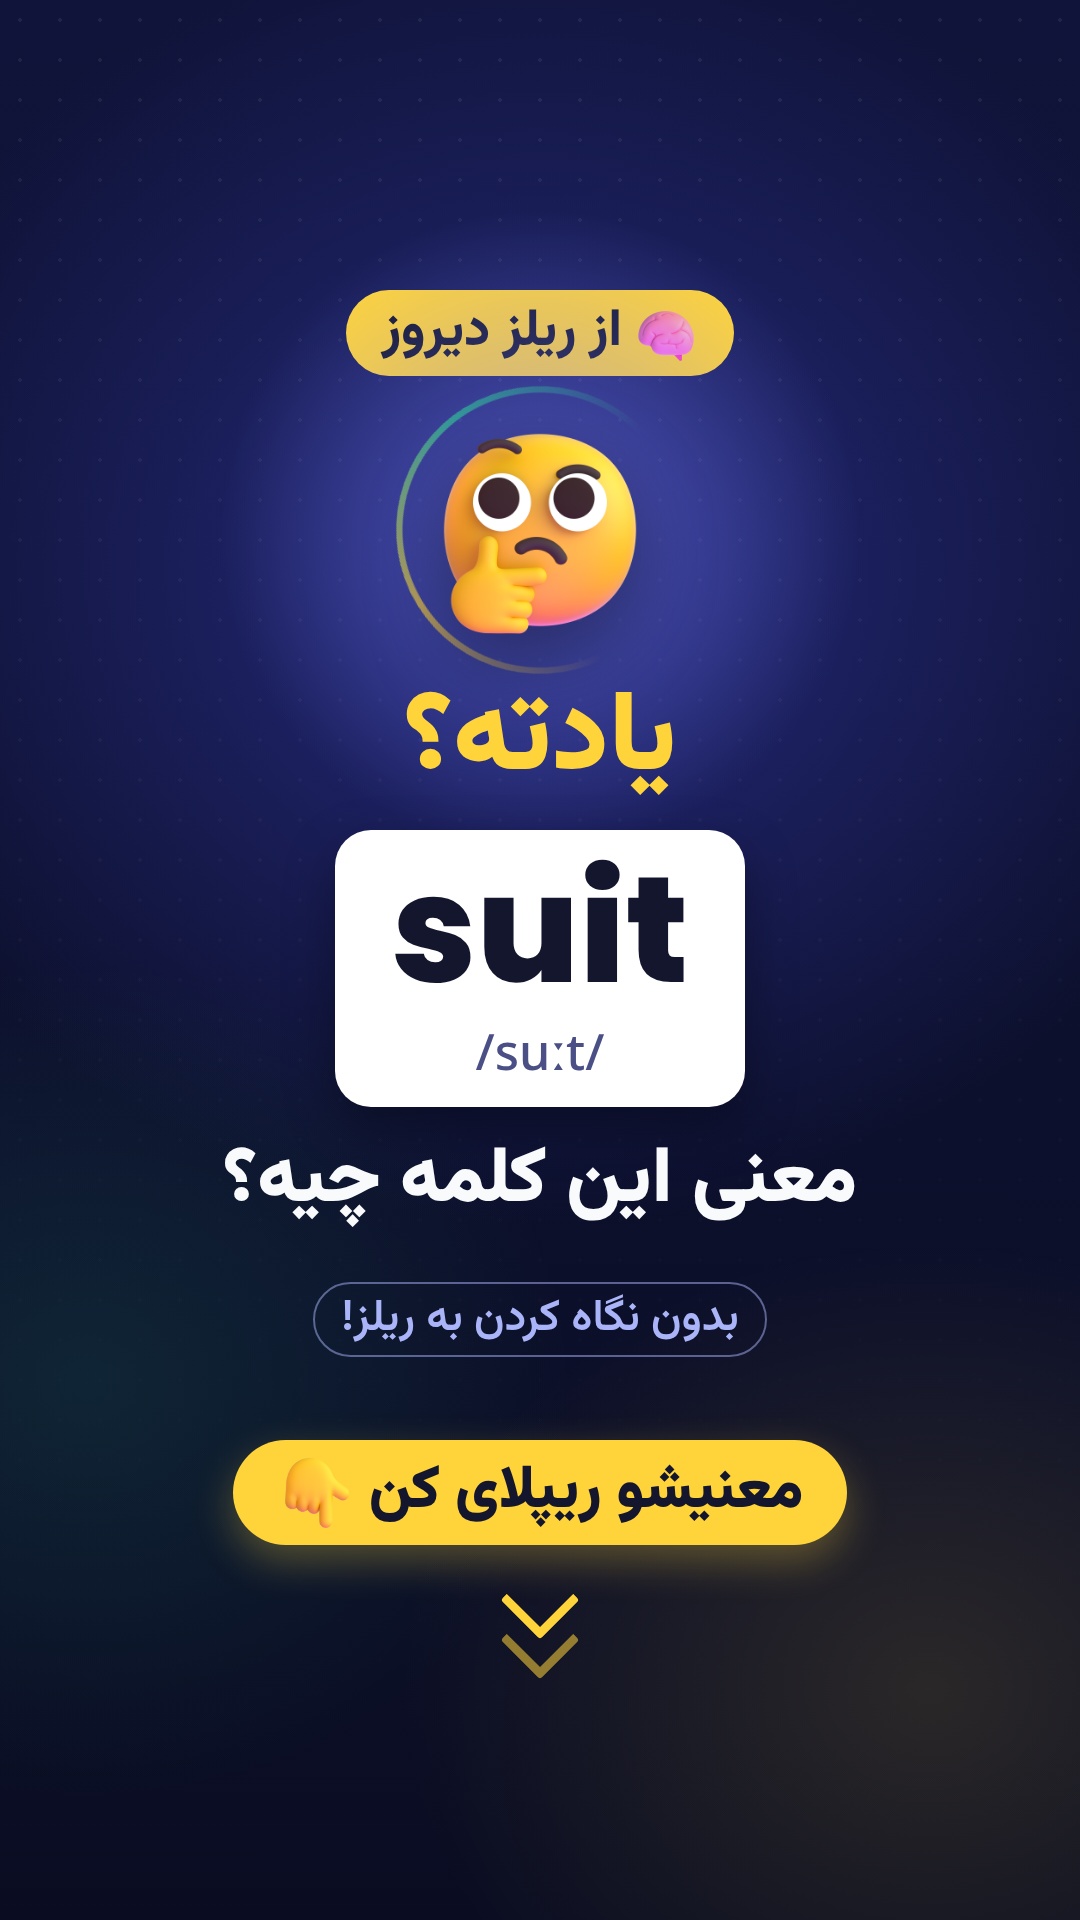 🧠 از ریلز دیروز
یادته؟
suit
/suːt/
معنی این کلمه چیه؟
بدون نگاه کردن به ریلز!
معنیشو ریپلای کن 👇